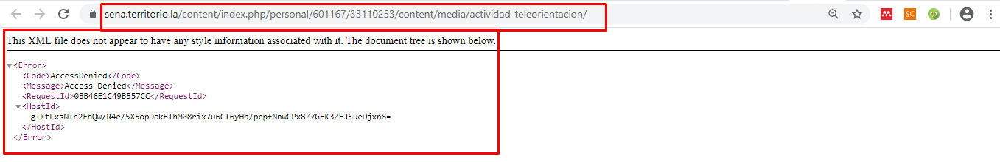 sena.territorio.la/content/index.php/personal/601167/33110253/content/media/actividad-teleorientacion/
SC
This XML file does not appear to have any style information associated with it. The document tree is shown below.
▼<Error>
<Code>AccessDenied</Code>
<Message>Access Denied</Message>
<RequestId>0BB46E1C49B557CC</RequestId>
▼<HostId>
glKtLxsN+n2EbQw/R4e/5X5opDokBThM08rix7u6CI6yHb/pcpfNnwCPx8Z7GFK3ZEJSueDjxn8=
</HostId>
</Error>